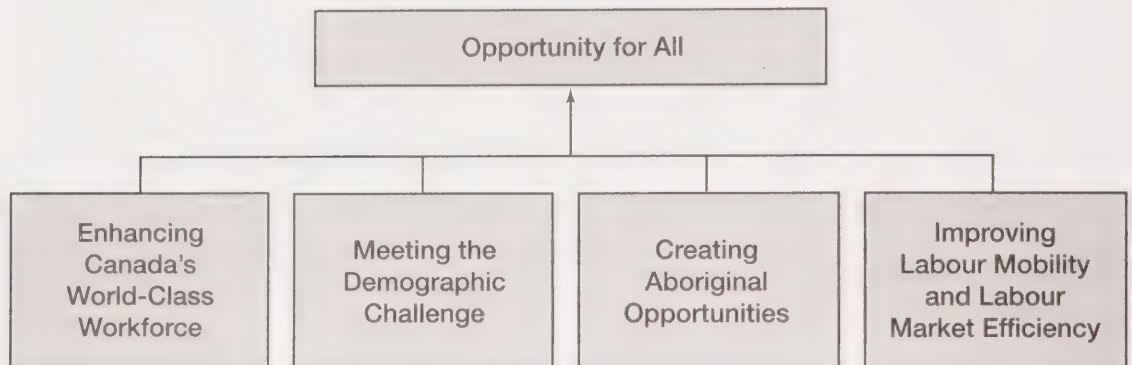 Opportunity for All
Enhancing
Canada's
World-Class
Workforce
Meeting the
Demographic
Challenge
Creating
Aboriginal
Opportunities
Improving
Labour Mobility
and Labour
Market Efficiency